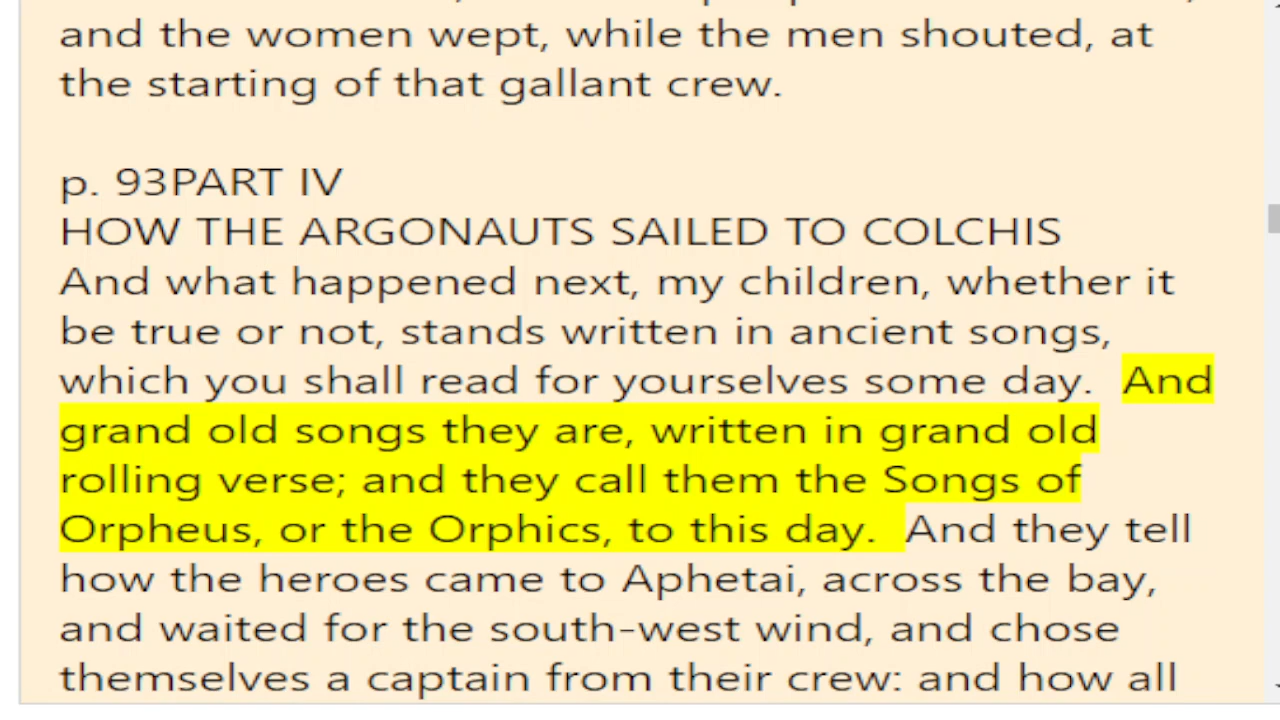 and the women wept, while the men shouted, at
the starting of that gallant crew.
p. 93PART IV
HOW THE ARGONAUTS SAILED TO COLCHIS
And what happened next, my children, whether it
be true or not, stands written in ancient songs,
which you shall read for yourselves some day.  And
grand old songs they are, written in grand old
rolling verse; and they call them the Songs of
Orpheus, or the Orphics, to this day.  And they tell
how the heroes came to Aphetai, across the bay,
and waited for the south-west wind, and chose
themselves a captain from their crew: and how all